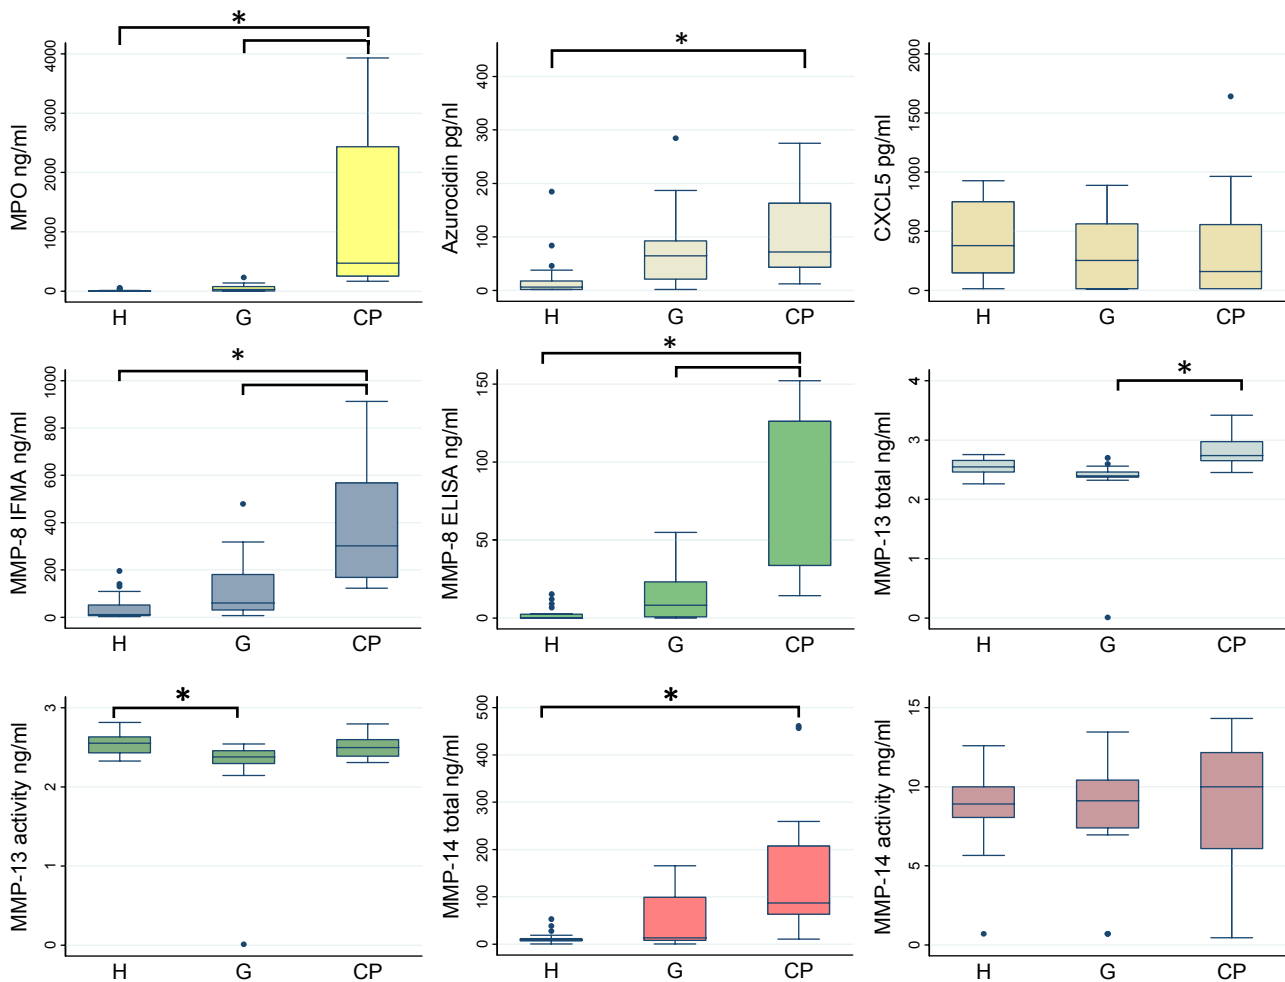 *
MPO ng/ml
4000
3000
2000
1000
0
H G CP
*
Azurocidin pg/nl
400
300
200
100
0
H G CP
CXCL5 pg/ml
2000
1500
1000
500
0
H G CP
*
MMP-8 IFMA ng/ml
1000
800
600
400
200
0
H G CP
*
MMP-8 ELISA ng/ml
150
100
50
0
H G CP
*
MMP-13 total ng/ml
4
3
2
1
0
H G CP
*
MMP-13 activity ng/ml
3
2
1
0
H G CP
*
MMP-14 total ng/ml
500
400
300
200
100
0
H G CP
MMP-14 activity mg/ml
15
10
5
0
H G CP